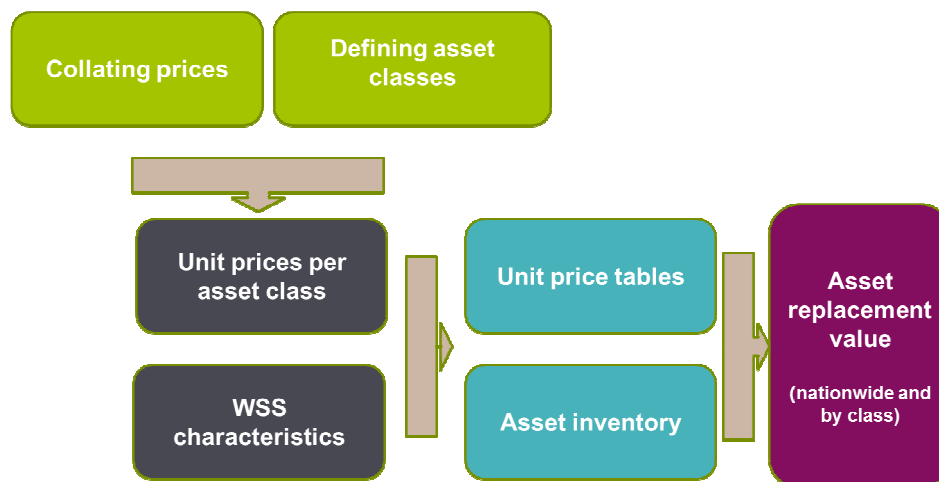 Collating prices
Defining asset
classes
Unit prices per
asset class
WSS
characteristics
Unit price tables
Asset inventory
Asset
replacement
value
(nationwide and
by class)